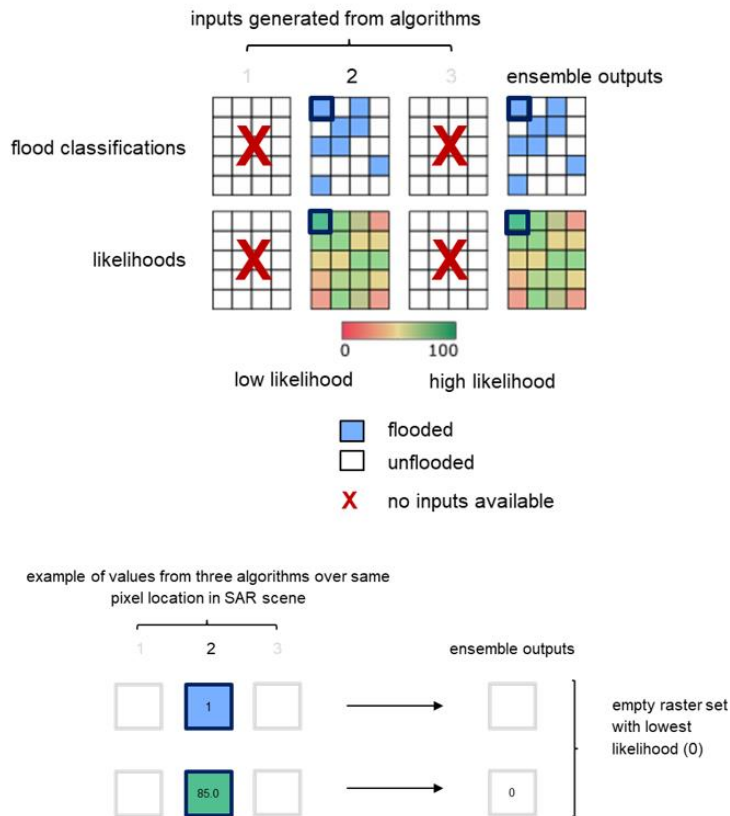 inputs generated from algorithms
1 2 3 ensemble outputs
flood classifications
X X
likelihoods
X X
0 100
low likelihood high likelihood
flooded
unflooded
X no inputs available
example of values from three algorithms over same
pixel location in SAR scene
1 2 3 ensemble outputs
1
empty raster set
with lowest
likelihood (0)
85.0 0